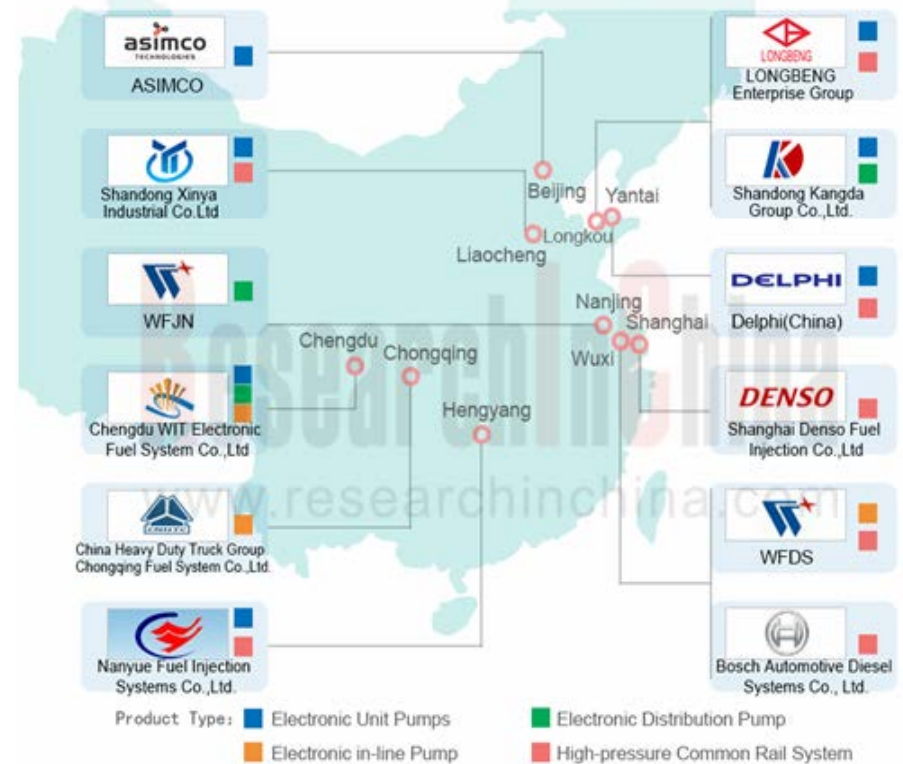 asimco
TECHNOLOGIES
ASIMCO
Shandong Xinya
Industrial Co.Ltd
WFJN
Chengdu WIT Electronic
Fuel System Co.,Ltd
CNHTC
China Heavy Duty Truck Group
Chongqing Fuel System Co.,Ltd.
Nanyue Fuel Injection
Systems Co.,Ltd.
Beijing
Yantai
Longkou
Liaocheng
Nanjing
Shanghai
Wuxi
Chengdu
Chongqing
Hengyang
ResearchInChina
www.researchinchina.com
LONGBENG
LONGBENG
Enterprise Group
Shandong Kangda
Group Co.,Ltd.
DELPHI
Delphi(China)
DENSO
Shanghai Denso Fuel
Injection Co.,Ltd
WFDS
Bosch Automotive Diesel
Systems Co., Ltd.
Product Type:
Electronic Unit Pumps
Electronic Distribution Pump
Electronic in-line Pump
High-pressure Common Rail System